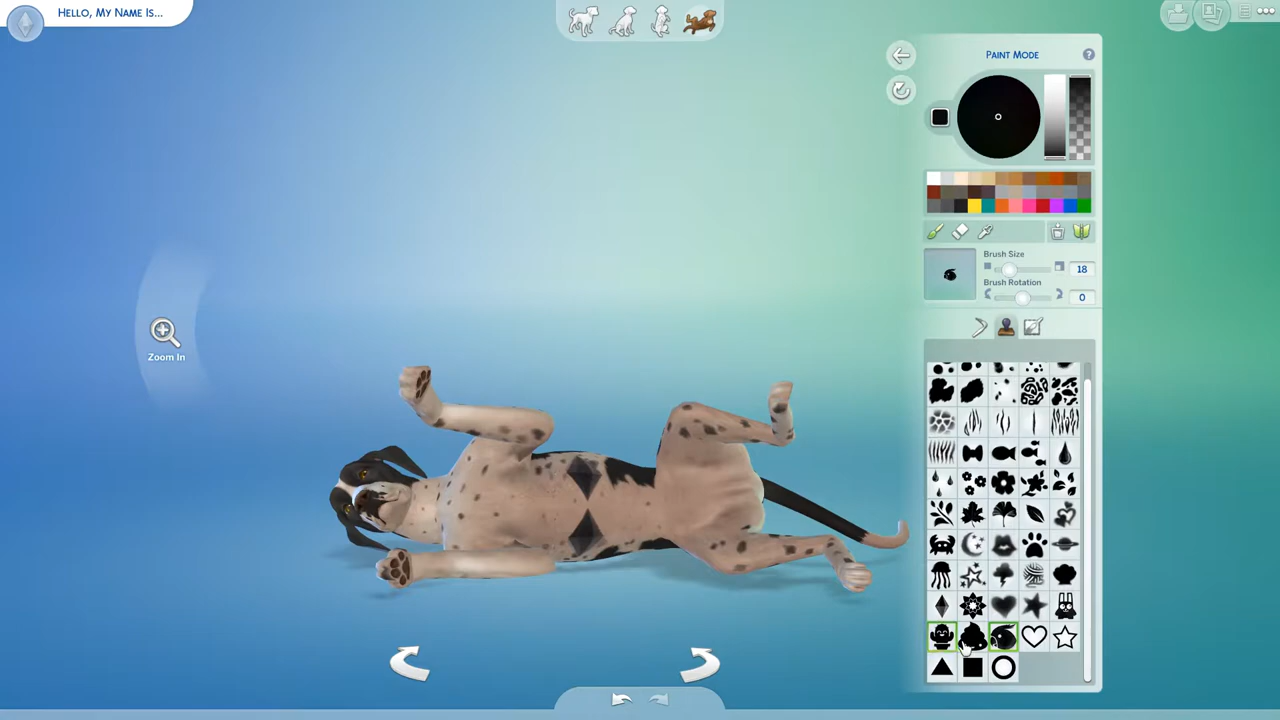 Hello, My Name Is...
Paint Mode
?
Brush Size
18
Brush Rotation
0
Zoom In